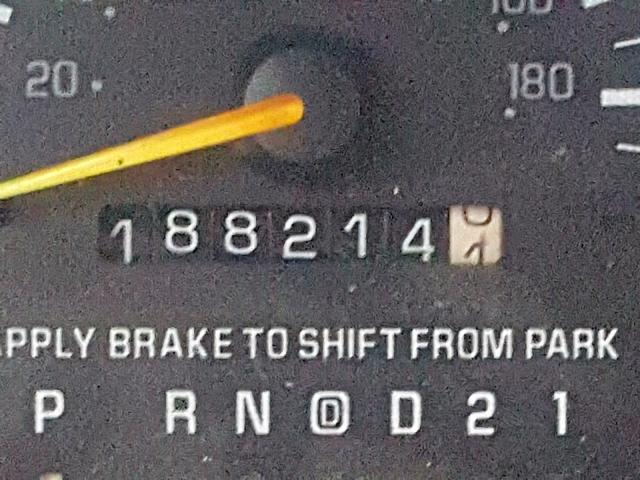 20 180
188214
APPLY BRAKE TO SHIFT FROM PARK
P R N D D 2 1